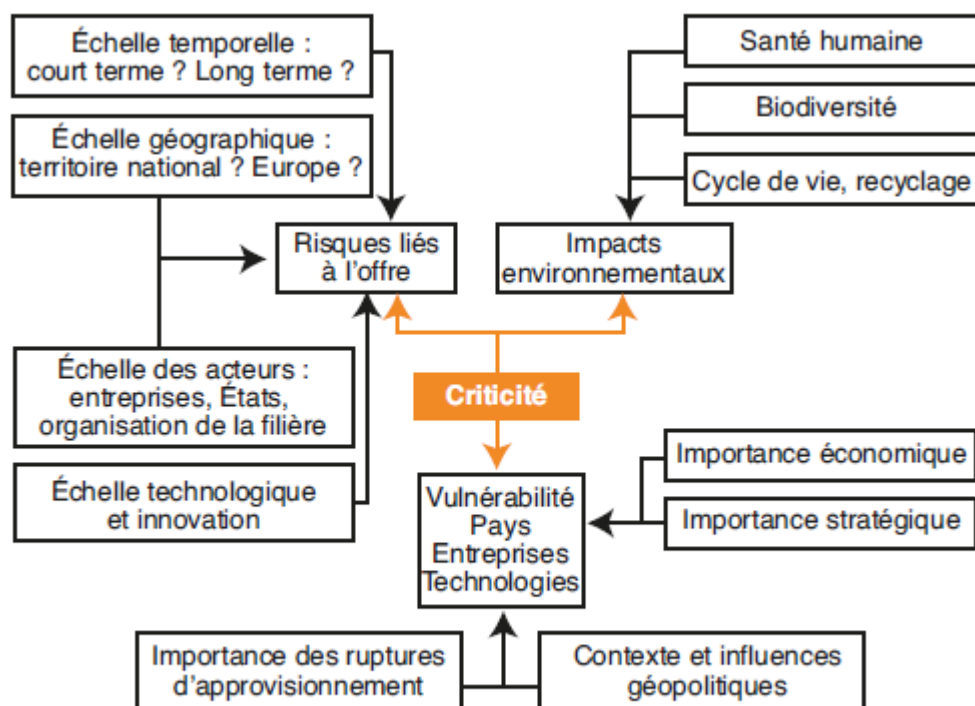 Échelle temporelle :
court terme ? Long terme ?
Échelle géographique :
territoire national ? Europe ?
Santé humaine
Biodiversité
Cycle de vie, recyclage
Risques liés
à l'offre
Impacts
environnementaux
Échelle des acteurs :
entreprises, États,
organisation de la filière
Échelle technologique
et innovation
Criticité
Vulnérabilité
Pays
Entreprises
Technologies
Importance économique
Importance stratégique
Importance des ruptures
d'approvisionnement
Contexte et influences
géopolitiques